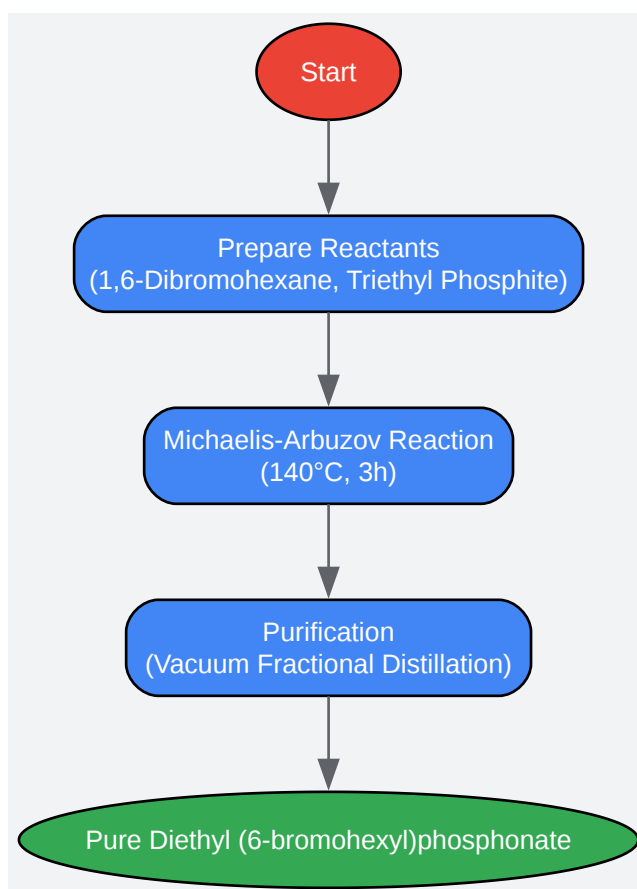 Start
Prepare Reactants
(1,6-Dibromohexane, Triethyl Phosphite)
Michaelis-Arbuzov Reaction
(140°C, 3h)
Purification
(Vacuum Fractional Distillation)
Pure Diethyl (6-bromohexyl)phosphonate